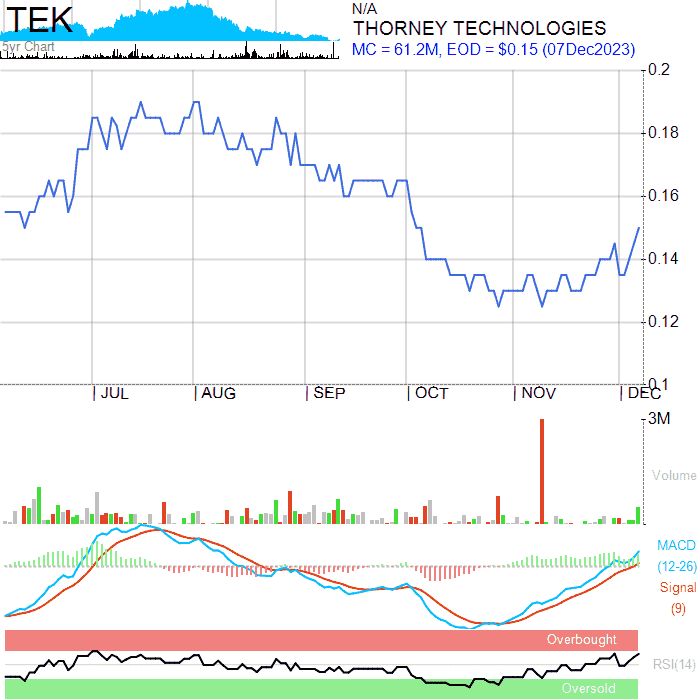 TEK
5yr Chart
N/A
THORNEY TECHNOLOGIES
MC = 61.2M, EOD = $0.15 (07Dec2023)
0.2
0.18
0.16
0.14
0.12
0.1
JUL AUG SEP OCT NOV DEC
3M
Volume
MACD
(12-26)
Signal
(9)
Overbought
RSI(14)
Oversold